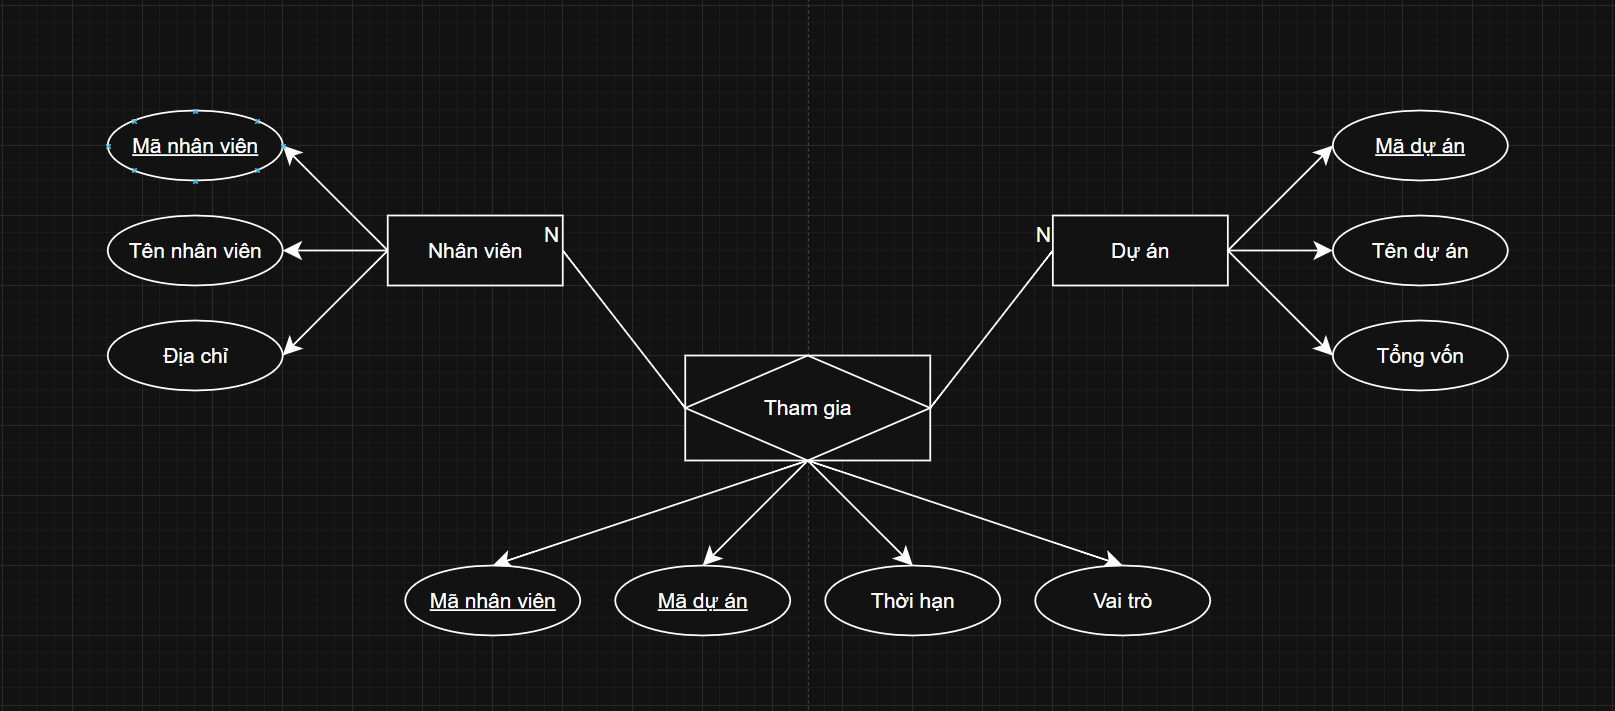 Mã nhân viên
Mã dự án
N
N
Tên nhân viên
Nhân viên
Dự án
Tên dự án
Địa chỉ
Tổng vốn
Tham gia
Mã nhân viên
Mã dự án
Thời hạn
Vai trò